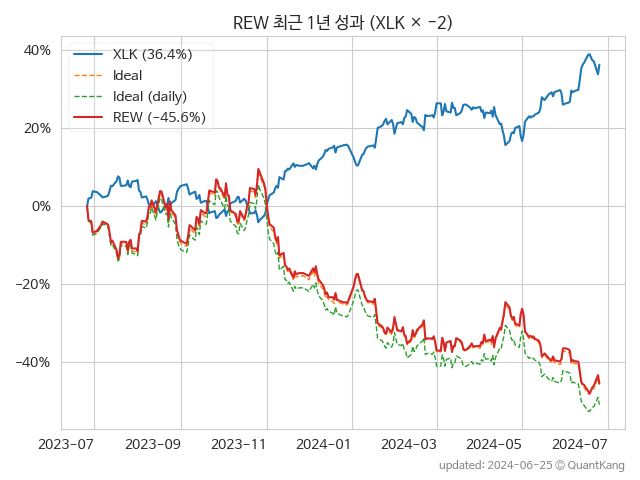 REW 최근 1년 성과 (XLK × −2)
XLK (36.4%)
Ideal
Ideal (daily)
REW (−45.6%)
40%
20%
0%
−20%
−40%
2023-07
2023-09
2023-11
2024-01
2024-03
2024-05
2024-07
updated: 2024-06-25 © QuantKang